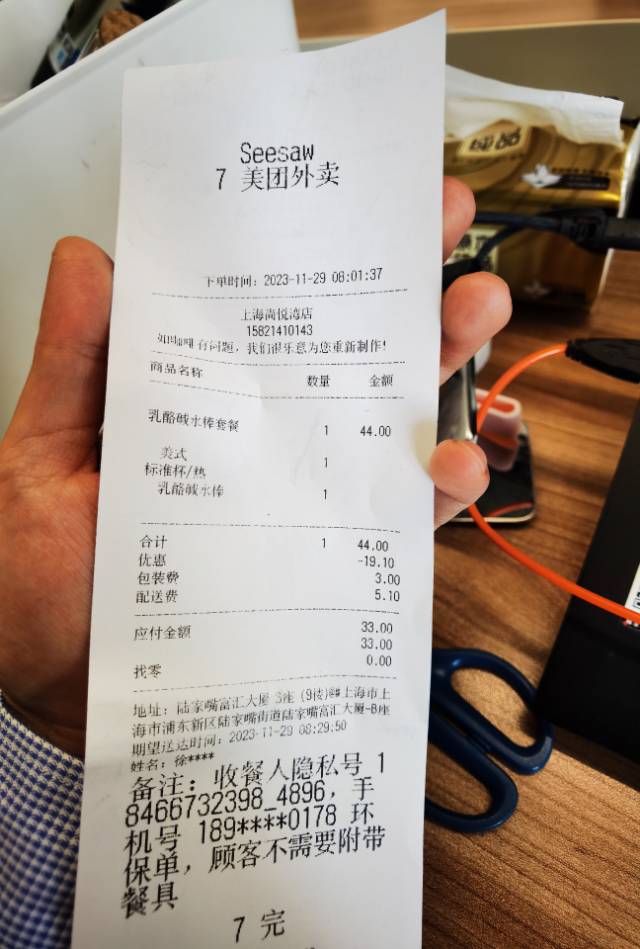 Seesaw
7 美团外卖
下单时间：2023-11-29 08:01:37
上海尚悦湾店
15821410143
如咖啡有问题，我们很乐意为您重新制作！
商品名称 数量 金额
乳酪碱水棒套餐 1 44.00
美式 1
标准杯/热
乳酪碱水棒 1
合计 1 44.00
优惠 -19.10
包装费 3.00
配送费 5.10
应付金额 33.00
33.00
找零 0.00
地址：陆家嘴富汇大厦 B座 (9楼)@#上海市上
海市浦东新区陆家嘴街道陆家嘴富汇大厦-B座
期望送达时间：2023-11-29 08:29:50
姓名：徐****
备注：收餐人隐私号 1
8466732398_4896，手
机号 189****0178 环
保单，顾客不需要附带
餐具
7 完